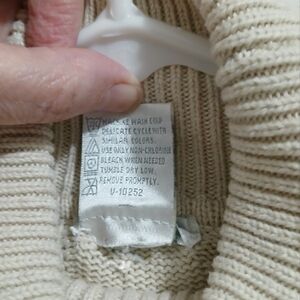 MACHINE WASH COLD
DELICATE CYCLE WITH
SIMILAR COLORS.
USE ONLY NON-CHLORINE
BLEACH WHEN NEEDED
TUMBLE DRY LOW.
REMOVE PROMPTLY.
U-10252